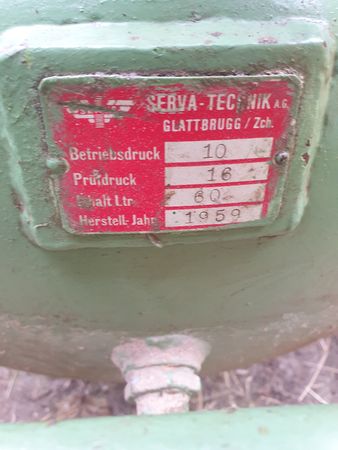 SERVA-TECHNIK A.G.
GLATTBRUGG / Zch.
Betriebsdruck 10
Prüfdruck 16
Inhalt Ltr. 60
Herstell-Jahr 1959